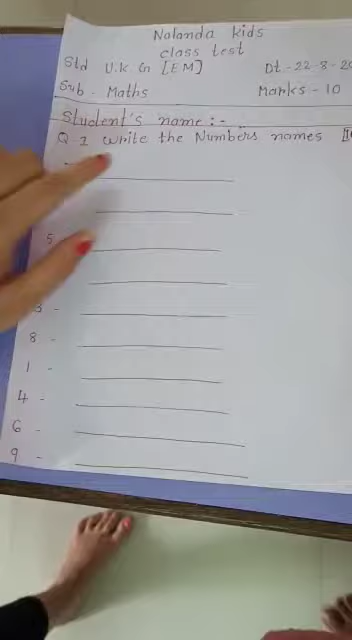 Nalanda kids
class test
Std U.K G [EM] Dt - 22-8-20
Sub - Maths Marks - 10
Student's name :-
Q.1 Write the Numbers names
5
3 -
8 -
1 -
4 -
6 -
9 -